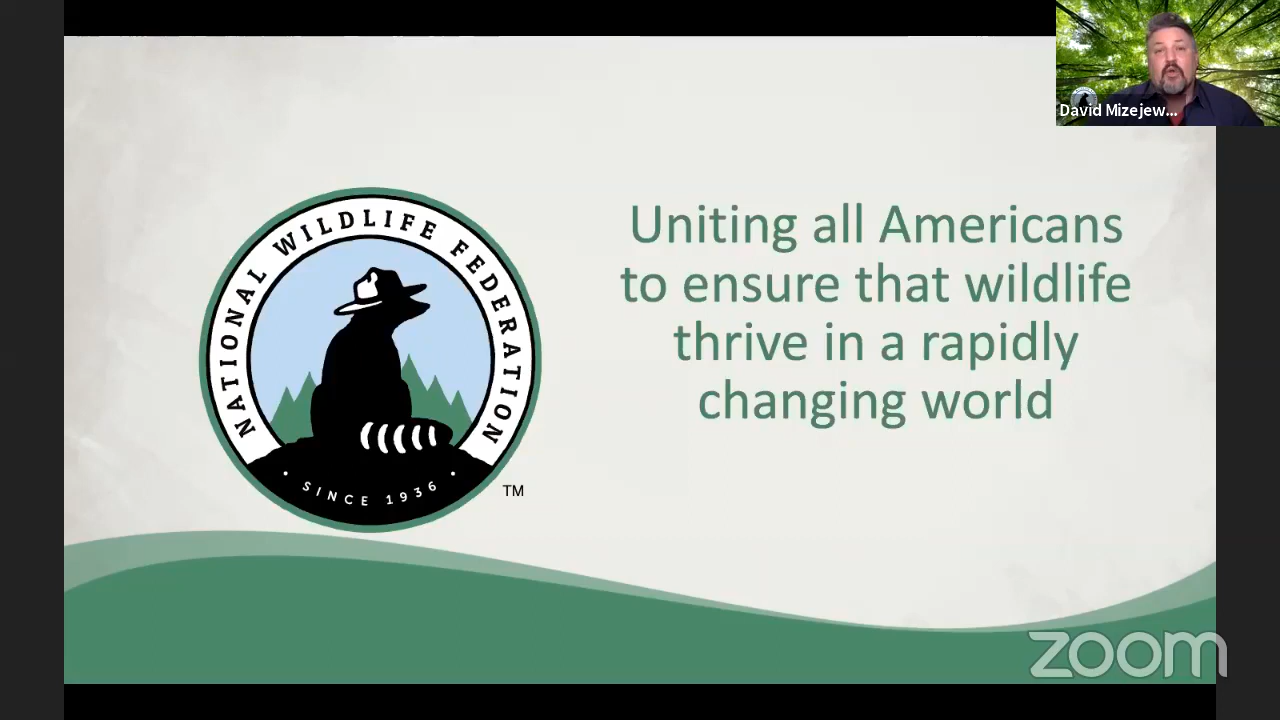 David Mizejew...
NATIONAL WILDLIFE FEDERATION
• SINCE 1936 •
TM
Uniting all Americans
to ensure that wildlife
thrive in a rapidly
changing world
zoom